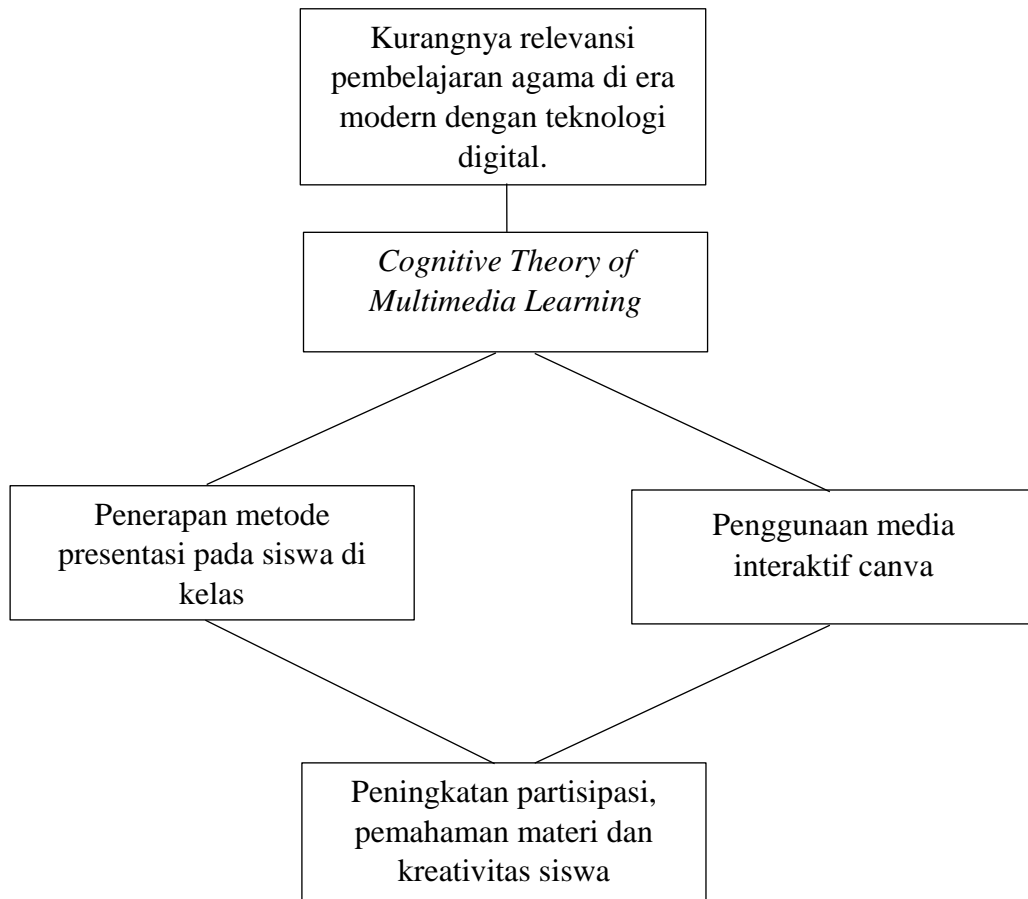 Kurangnya relevansi
pembelajaran agama di era
modern dengan teknologi
digital.
Cognitive Theory of
Multimedia Learning
Penerapan metode
presentasi pada siswa di
kelas
Penggunaan media
interaktif canva
Peningkatan partisipasi,
pemahaman materi dan
kreativitas siswa